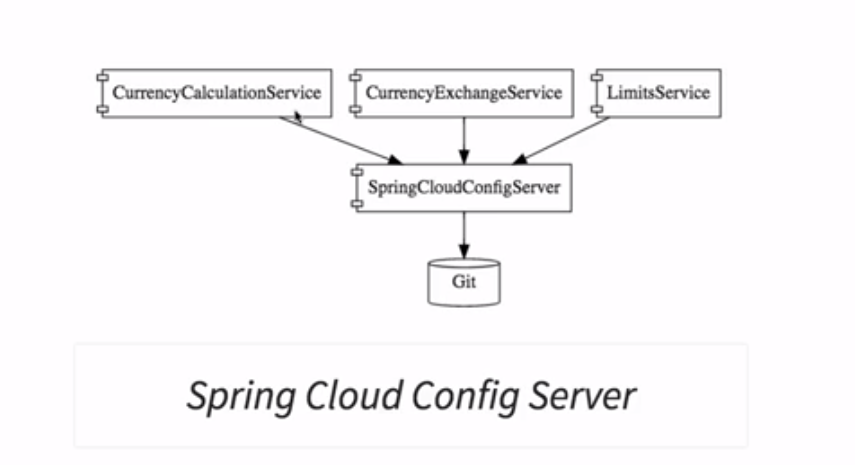 CurrencyCalculationService
CurrencyExchangeService
LimitsService
SpringCloudConfigServer
Git
Spring Cloud Config Server